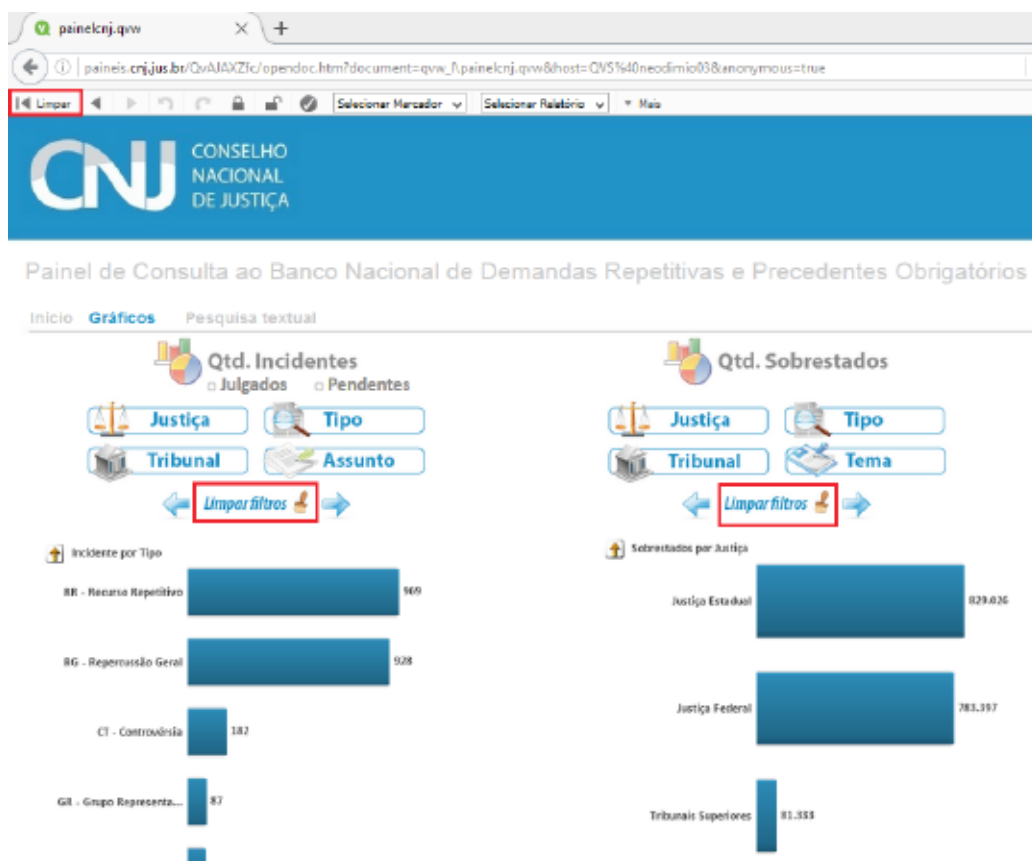 painelcnj.qvw
paineis.cnj.jus.br/QvAJAXZfc/opendoc.htm?document=qvw_l\painelcnj.qvw&host=QVS%40neodimio03&anonymous=true
Limpar Selecionar Marcador Selecionar Relatório Mais
CNJ
CONSELHO
NACIONAL
DE JUSTIÇA
Painel de Consulta ao Banco Nacional de Demandas Repetitivas e Precedentes Obrigatórios
Início Gráficos Pesquisa textual
Qtd. Incidentes
Julgados Pendentes
Justiça Tipo
Tribunal Assunto
Limpar filtros
Incidente por Tipo
RR - Recurso Repetitivo 969
RG - Repercussão Geral 928
CT - Controvérsia 182
GR - Grupo Representa... 87
Qtd. Sobrestados
Justiça Tipo
Tribunal Tema
Limpar filtros
Sobrestados por Justiça
Justiça Estadual 829.026
Justiça Federal 783.397
Tribunais Superiores 81.333